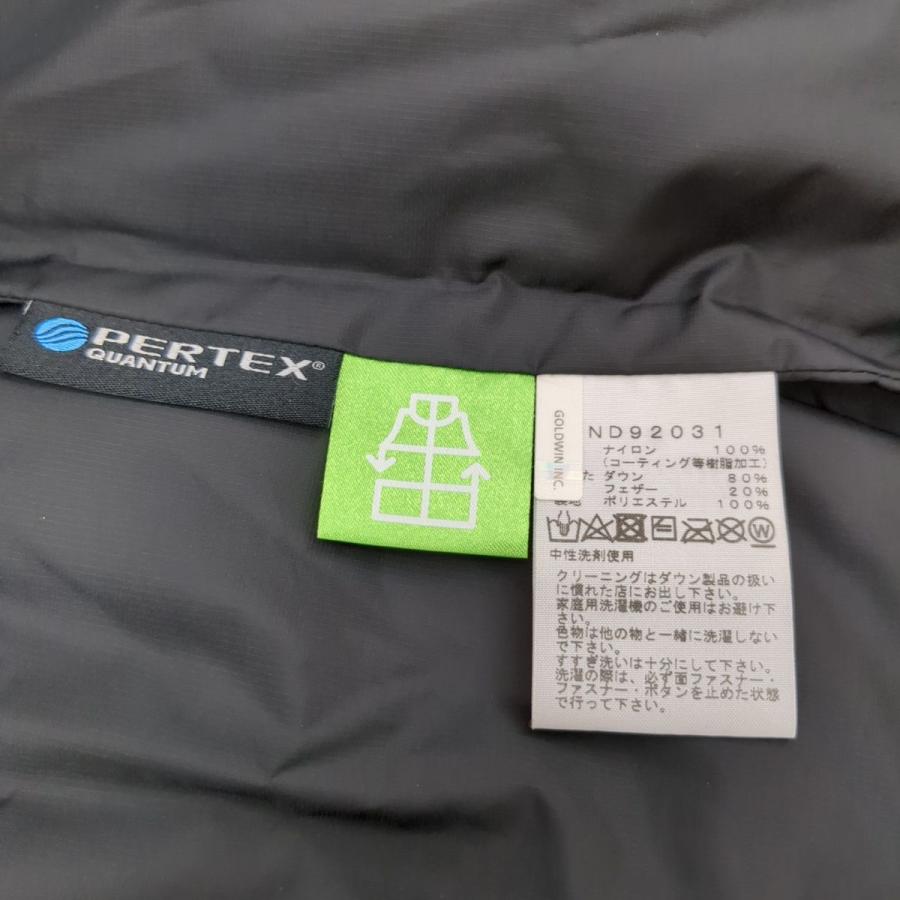 PERTEX®
QUANTUM
GOLDWIN INC.
ND92031
ナイロン 100%
(コーティング等樹脂加工)
た ダウン 80%
フェザー 20%
ポリエステル 100%
W
中性洗剤使用
クリーニングはダウン製品の扱い
に慣れた店にお出し下さい。
家庭用洗濯機のご使用はお避け下
さい。
色物は他の物と一緒に洗濯しない
で下さい。
すすぎ洗いは十分にして下さい。
洗濯の際は、必ず面ファスナー・
ファスナー・ボタンを止めた状態
で行って下さい。